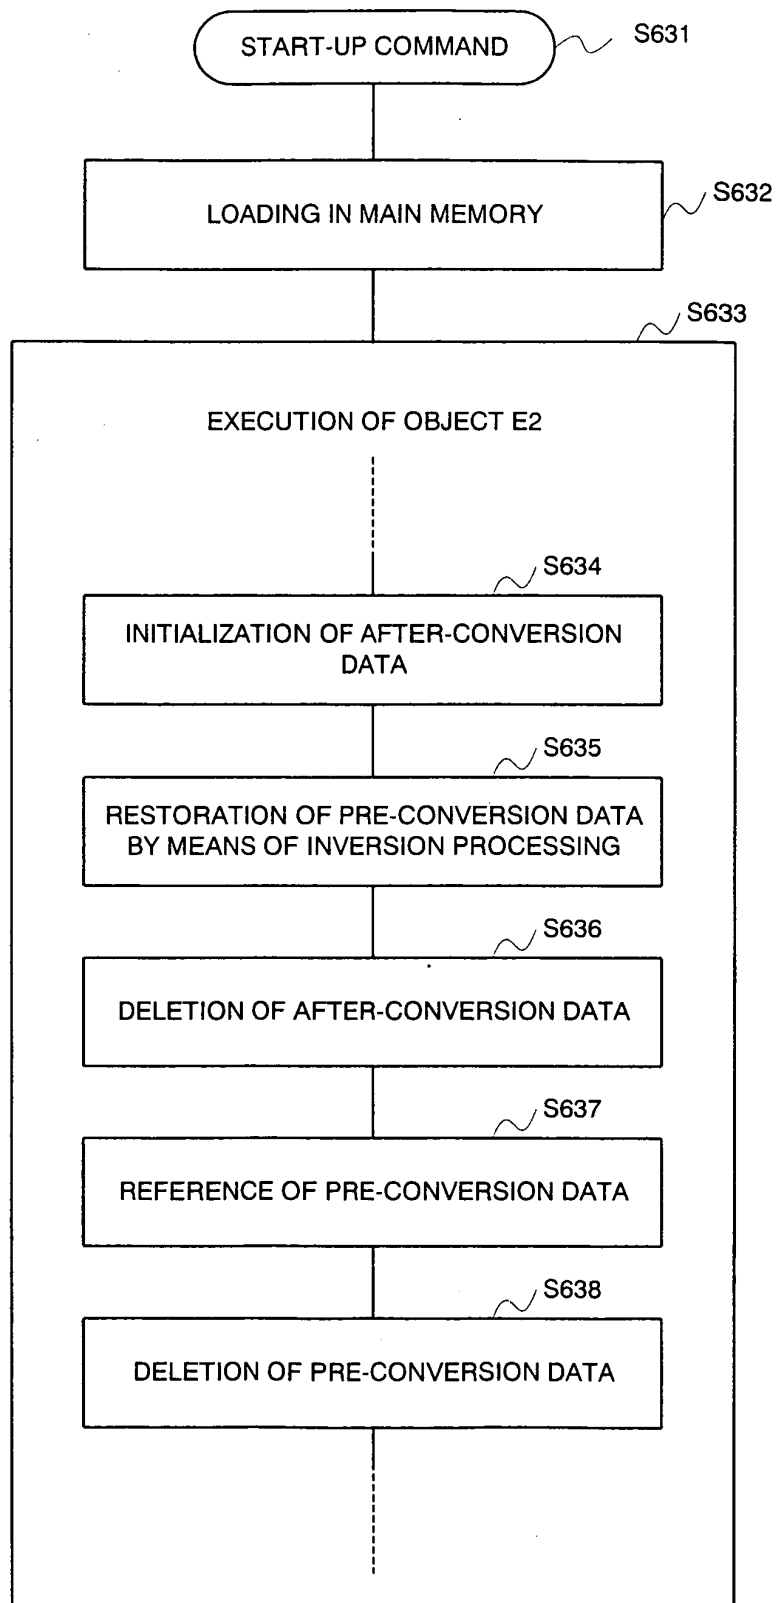 START-UP COMMAND
S631
LOADING IN MAIN MEMORY
S632
S633
EXECUTION OF OBJECT E2
S634
INITIALIZATION OF AFTER-CONVERSION
DATA
S635
RESTORATION OF PRE-CONVERSION DATA
BY MEANS OF INVERSION PROCESSING
S636
DELETION OF AFTER-CONVERSION DATA
S637
REFERENCE OF PRE-CONVERSION DATA
S638
DELETION OF PRE-CONVERSION DATA